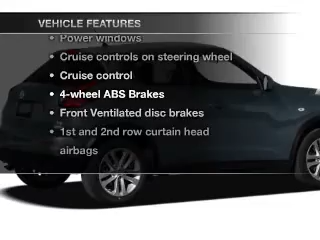 VEHICLE FEATURES
• Power windows
• Cruise controls on steering wheel
• Cruise control
• 4-wheel ABS Brakes
• Front Ventilated disc brakes
• 1st and 2nd row curtain head
airbags